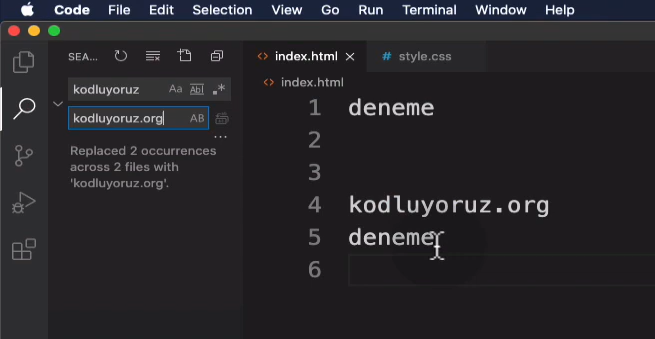 Code File Edit Selection View Go Run Terminal Window Help
SEA...
kodluyoruz Aa Ab .*
kodluyoruz.org AB
...
Replaced 2 occurrences
across 2 files with
'kodluyoruz.org'.
<> index.html × # style.css
<> index.html
1 deneme
2
3
4 kodluyoruz.org
5 deneme
6